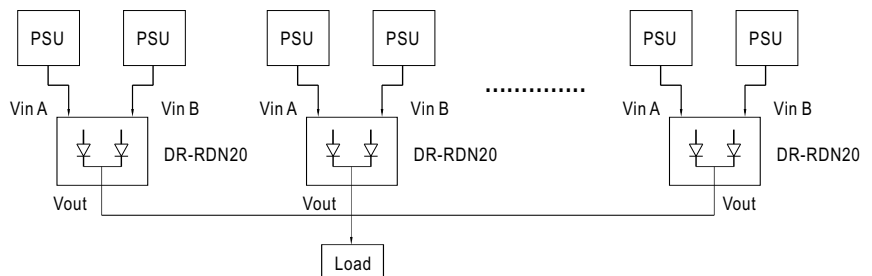 PSU PSU PSU PSU PSU PSU
Vin A Vin B Vin A Vin B .............. Vin A Vin B
DR-RDN20 DR-RDN20 DR-RDN20
Vout Vout Vout
Load